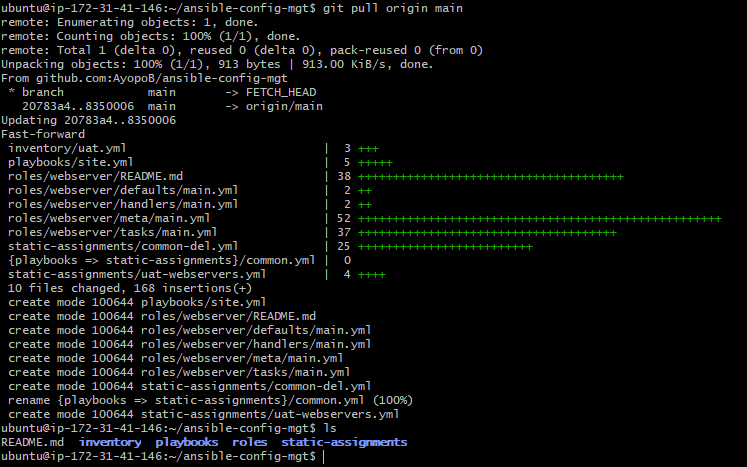 ubuntu@ip-172-31-41-146:~/ansible-config-mgt$ git pull origin main
remote: Enumerating objects: 1, done.
remote: Counting objects: 100% (1/1), done.
remote: Total 1 (delta 0), reused 0 (delta 0), pack-reused 0 (from 0)
Unpacking objects: 100% (1/1), 913 bytes | 913.00 KiB/s, done.
From github.com:AyopoB/ansible-config-mgt
 * branch            main       -> FETCH_HEAD
   20783a4..8350006  main       -> origin/main
Updating 20783a4..8350006
Fast-forward
 inventory/uat.yml                            |  3 +++
 playbooks/site.yml                           |  5 +++++
 roles/webserver/README.md                    | 38 ++++++++++++++++++++++++++++++++++++++
 roles/webserver/defaults/main.yml            |  2 ++
 roles/webserver/handlers/main.yml            |  2 ++
 roles/webserver/meta/main.yml                | 52 ++++++++++++++++++++++++++++++++++++++++++++++++++++
 roles/webserver/tasks/main.yml               | 37 +++++++++++++++++++++++++++++++++++++
 static-assignments/common-del.yml            | 25 +++++++++++++++++++++++++
 {playbooks => static-assignments}/common.yml |  0
 static-assignments/uat-webservers.yml        |  4 ++++
 10 files changed, 168 insertions(+)
 create mode 100644 playbooks/site.yml
 create mode 100644 roles/webserver/README.md
 create mode 100644 roles/webserver/defaults/main.yml
 create mode 100644 roles/webserver/handlers/main.yml
 create mode 100644 roles/webserver/meta/main.yml
 create mode 100644 roles/webserver/tasks/main.yml
 create mode 100644 static-assignments/common-del.yml
 rename {playbooks => static-assignments}/common.yml (100%)
 create mode 100644 static-assignments/uat-webservers.yml
ubuntu@ip-172-31-41-146:~/ansible-config-mgt$ ls
README.md  inventory  playbooks  roles  static-assignments
ubuntu@ip-172-31-41-146:~/ansible-config-mgt$